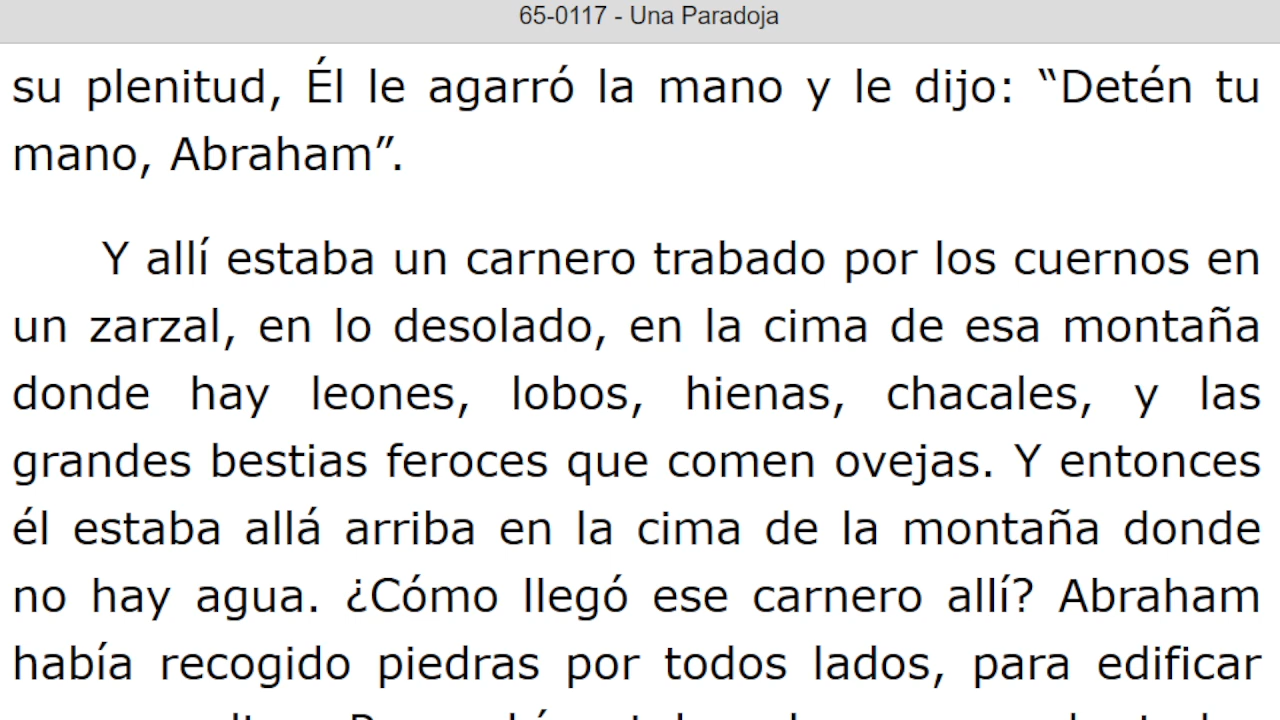 65-0117 - Una Paradoja
su plenitud, Él le agarró la mano y le dijo: “Detén tu
mano, Abraham”.
Y allí estaba un carnero trabado por los cuernos en
un zarzal, en lo desolado, en la cima de esa montaña
donde hay leones, lobos, hienas, chacales, y las
grandes bestias feroces que comen ovejas. Y entonces
él estaba allá arriba en la cima de la montaña donde
no hay agua. ¿Cómo llegó ese carnero allí? Abraham
había recogido piedras por todos lados, para edificar